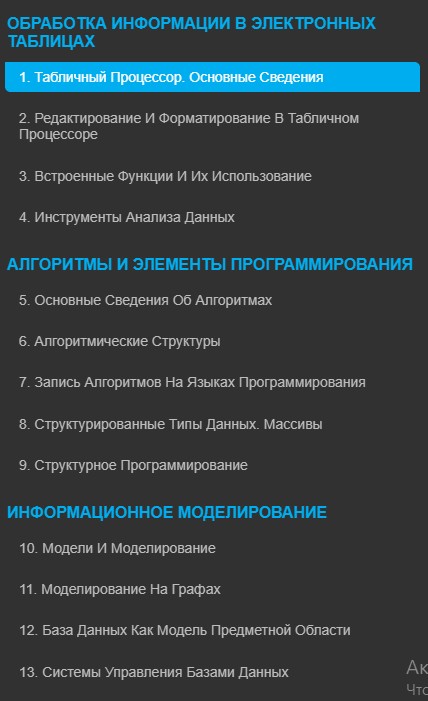 ОБРАБОТКА ИНФОРМАЦИИ В ЭЛЕКТРОННЫХ
ТАБЛИЦАХ
1. Табличный Процессор. Основные Сведения
2. Редактирование И Форматирование В Табличном
Процессоре
3. Встроенные Функции И Их Использование
4. Инструменты Анализа Данных
АЛГОРИТМЫ И ЭЛЕМЕНТЫ ПРОГРАММИРОВАНИЯ
5. Основные Сведения Об Алгоритмах
6. Алгоритмические Структуры
7. Запись Алгоритмов На Языках Программирования
8. Структурированные Типы Данных. Массивы
9. Структурное Программирование
ИНФОРМАЦИОННОЕ МОДЕЛИРОВАНИЕ
10. Модели И Моделирование
11. Моделирование На Графах
12. База Данных Как Модель Предметной Области
13. Системы Управления Базами Данных
Ак
Что